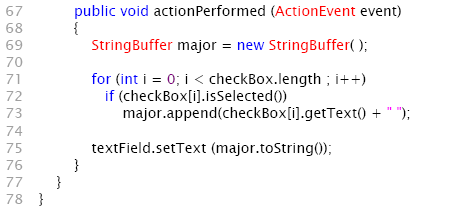 67 public void actionPerformed (ActionEvent event)
68 {
69 StringBuffer major = new StringBuffer( );
70
71 for (int i = 0; i < checkBox.length ; i++)
72 if (checkBox[i].isSelected())
73 major.append(checkBox[i].getText() + " ");
74
75 textField.setText (major.toString());
76 }
77 }
78 }